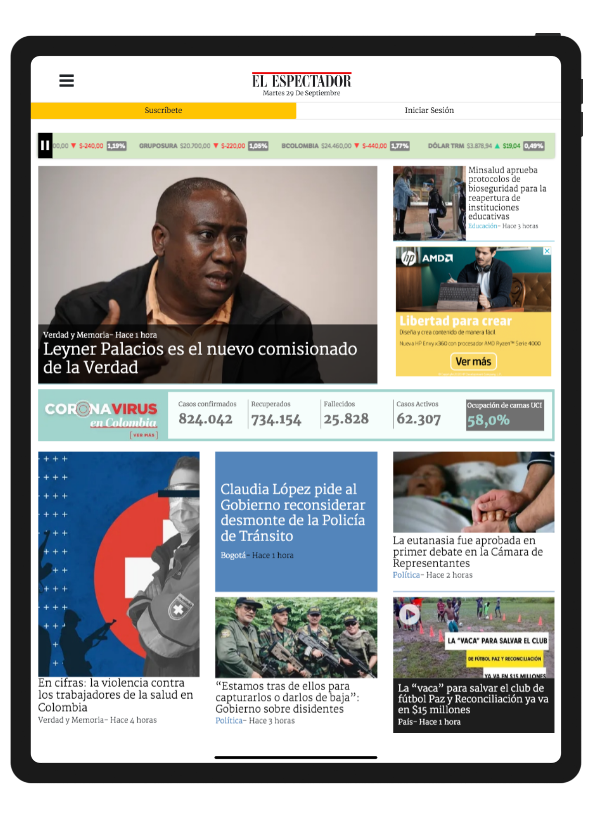 EL ESPECTADOR
Martes 29 De Septiembre
Suscríbete
Iniciar Sesión
00,00 ▼ $-240,00 1,19% GRUPOSURA $20.700,00 ▼ $-220,00 1,05% BCOLOMBIA $24.460,00 ▼ $-440,00 1,77% DÓLAR TRM $3.878,94 ▲ $19,04 0,49%
Verdad y Memoria- Hace 1 hora
Leyner Palacios es el nuevo comisionado
de la Verdad
Minsalud aprueba
protocolos de
bioseguridad para la
reapertura de
instituciones
educativas
Educación- Hace 3 horas
hp AMD
Libertad para crear
Diseña y crea contenido de manera fácil
Nueva HP Envy x360 con procesador AMD Ryzen™ Serie 4000
Ver más
CORONAVIRUS
en Colombia
VER MÁS
Casos confirmados
824.042
Recuperados
734.154
Fallecidos
25.828
Casos Activos
62.307
Ocupación de camas UCI
58,0%
En cifras: la violencia contra
los trabajadores de la salud en
Colombia
Verdad y Memoria- Hace 4 horas
Claudia López pide al
Gobierno reconsiderar
desmonte de la Policía
de Tránsito
Bogotá- Hace 1 hora
“Estamos tras de ellos para
capturarlos o darlos de baja”:
Gobierno sobre disidentes
Política- Hace 3 horas
La eutanasia fue aprobada en
primer debate en la Cámara de
Representantes
Política- Hace 2 horas
LA "VACA" PARA SALVAR EL CLUB
DE FÚTBOL PAZ Y RECONCILIACIÓN
YA VA EN $15 MILLONES
La “vaca” para salvar el club de
fútbol Paz y Reconciliación ya va
en $15 millones
País- Hace 1 hora